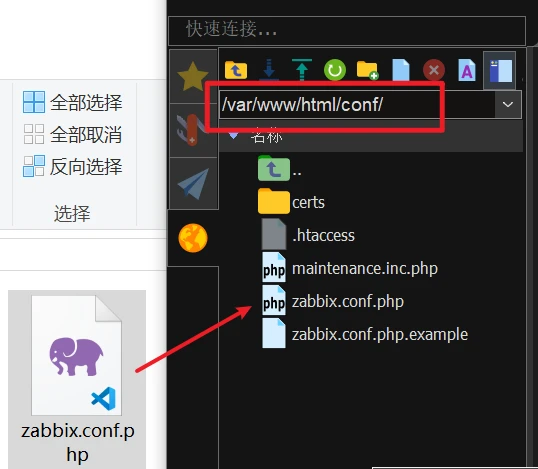 快速连接...
全部选择
全部取消
反向选择
选择
/var/www/html/conf/
名称
..
certs
.htaccess
maintenance.inc.php
zabbix.conf.php
zabbix.conf.php.example
php
php
A
zabbix.conf.p
hp